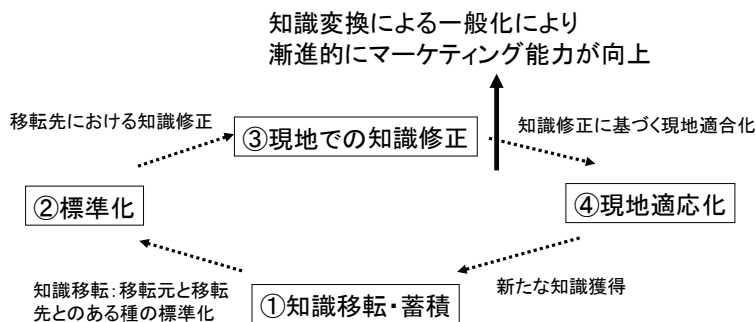 知識変換による一般化により
漸進的にマーケティング能力が向上
移転先における知識修正
③現地での知識修正
知識修正に基づく現地適合化
②標準化
④現地適応化
知識移転：移転元と移転
先とのある種の標準化
①知識移転・蓄積
新たな知識獲得